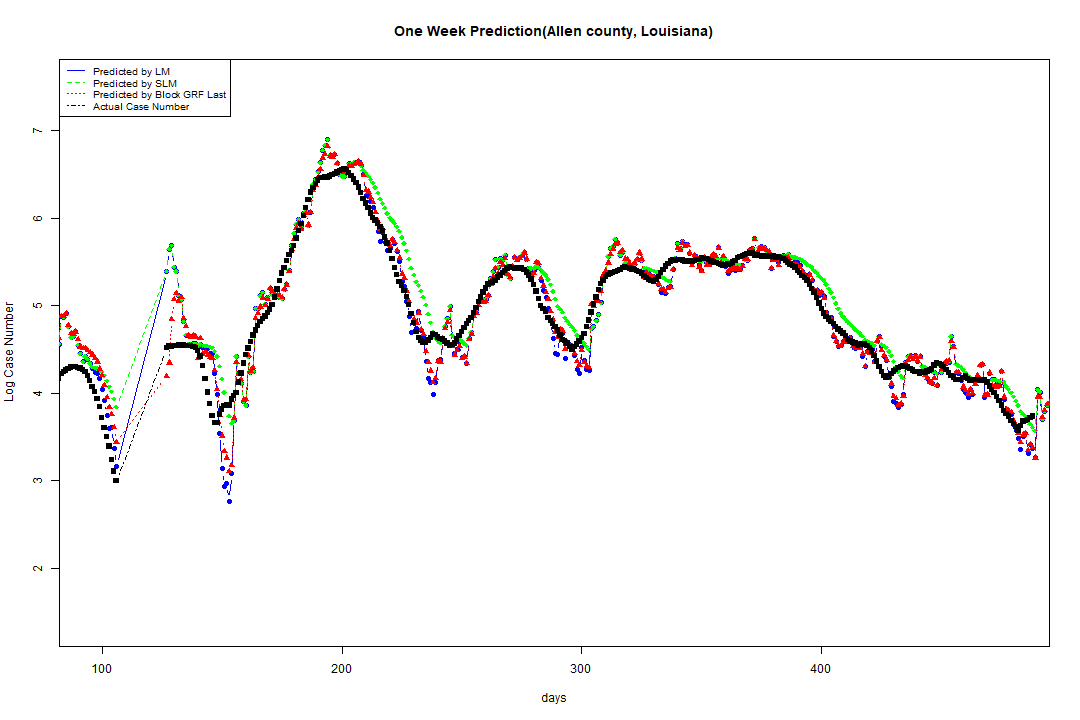 One Week Prediction(Allen county, Louisiana)
Predicted by LM
Predicted by SLM
Predicted by Block GRF Last
Actual Case Number
7
6
5
4
3
2
Log Case Number
100 200 300 400
days